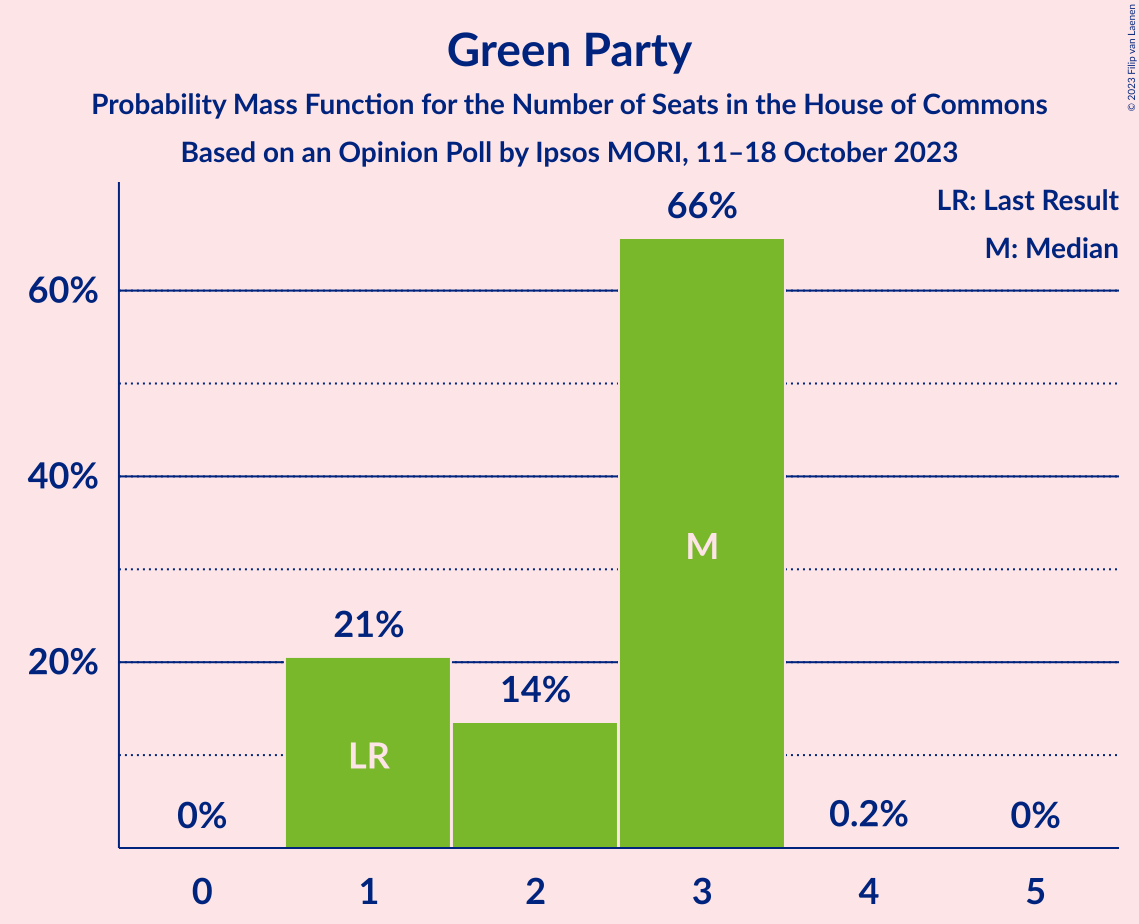 Green Party
Probability Mass Function for the Number of Seats in the House of Commons
Based on an Opinion Poll by Ipsos MORI, 11–18 October 2023
© 2023 Filip van Laenen
LR: Last Result
M: Median
66%
60%
40%
20%
21%
14%
0%
0.2%
0%
M
LR
0 1 2 3 4 5